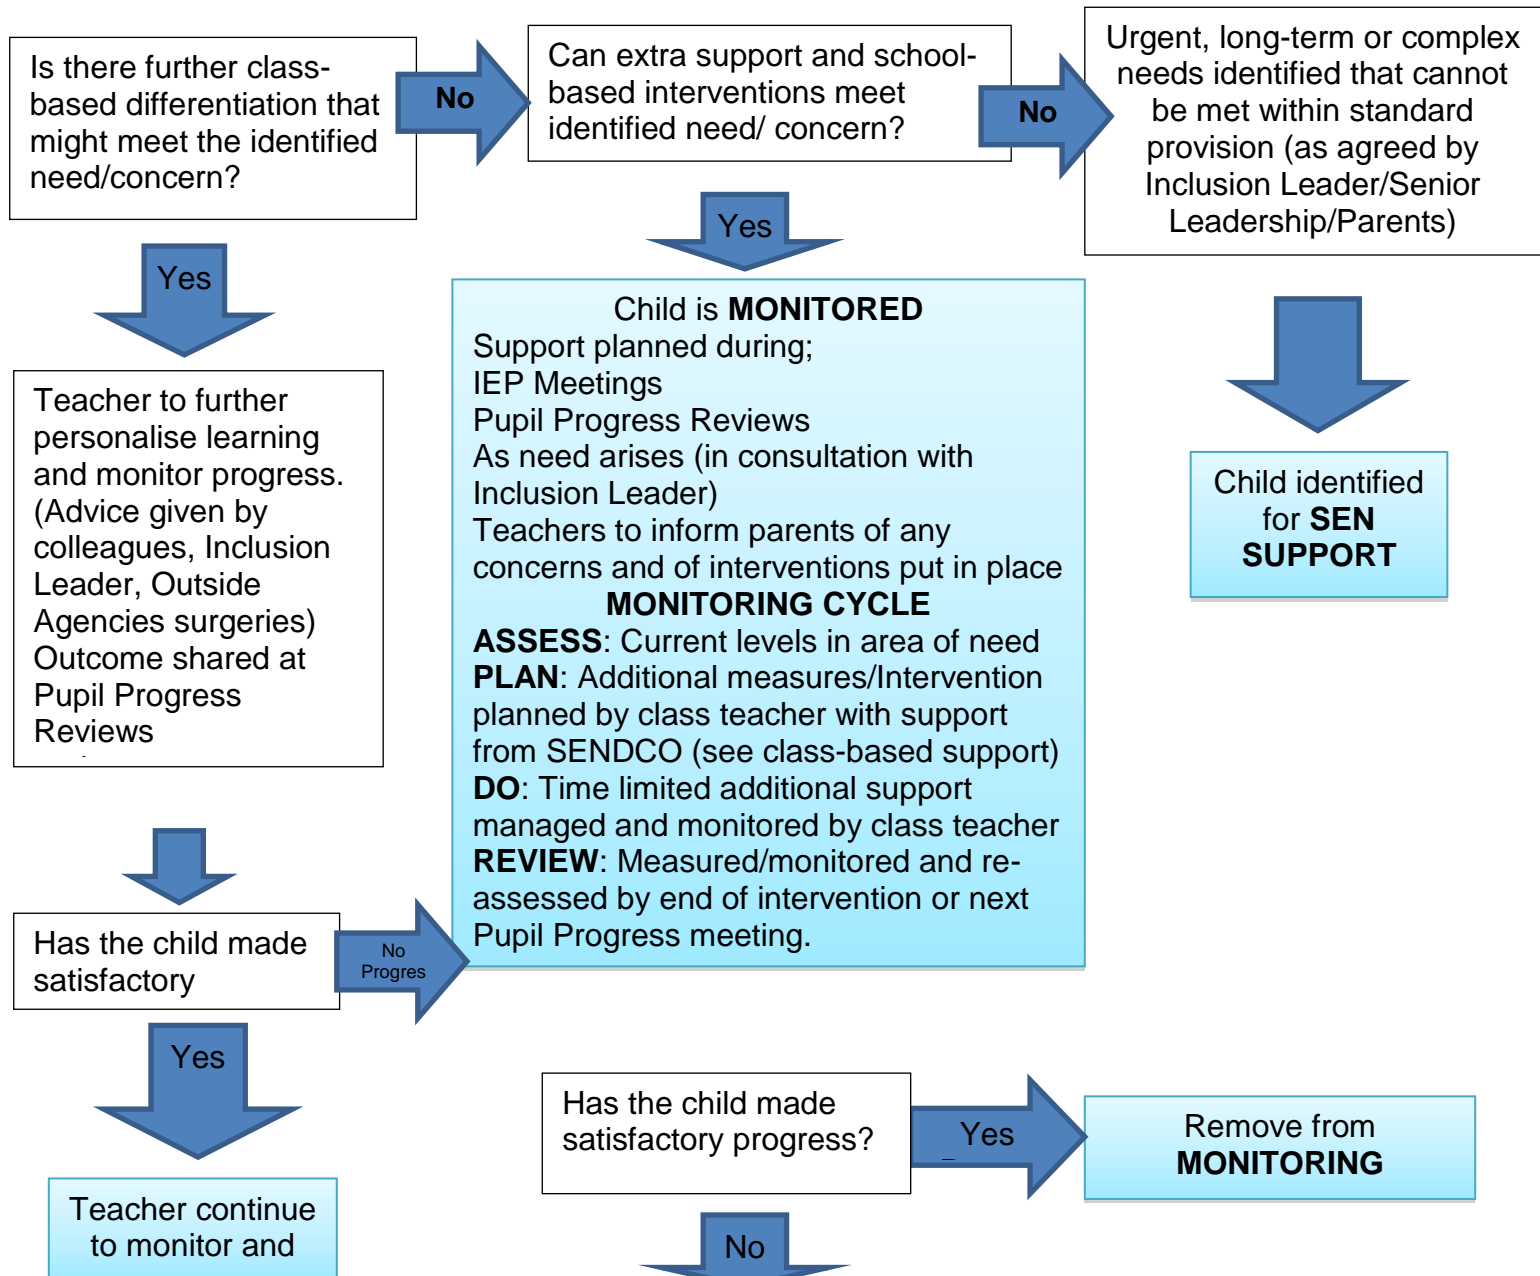 Is there further class-
based differentiation that
might meet the identified
need/concern?
No
Can extra support and school-
based interventions meet
identified need/ concern?
No
Urgent, long-term or complex
needs identified that cannot
be met within standard
provision (as agreed by
Inclusion Leader/Senior
Leadership/Parents)
Yes
Yes
Teacher to further
personalise learning
and monitor progress.
(Advice given by
colleagues, Inclusion
Leader, Outside
Agencies surgeries)
Outcome shared at
Pupil Progress
Reviews
Child is MONITORED
Support planned during;
IEP Meetings
Pupil Progress Reviews
As need arises (in consultation with
Inclusion Leader)
Teachers to inform parents of any
concerns and of interventions put in place
MONITORING CYCLE
ASSESS: Current levels in area of need
PLAN: Additional measures/Intervention
planned by class teacher with support
from SENDCO (see class-based support)
DO: Time limited additional support
managed and monitored by class teacher
REVIEW: Measured/monitored and re-
assessed by end of intervention or next
Pupil Progress meeting.
Child identified
for SEN
SUPPORT
Has the child made
satisfactory
No
Progres
Yes
Teacher continue
to monitor and
Has the child made
satisfactory progress?
Yes
Remove from
MONITORING
No